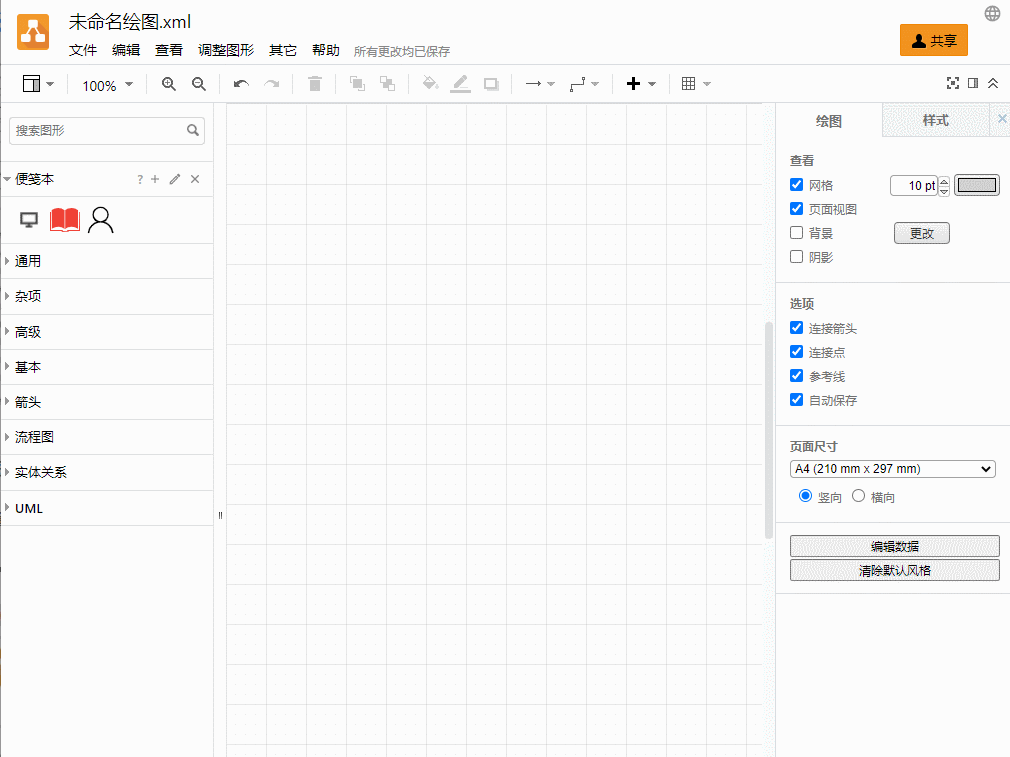 未命名绘图.xml
文件 编辑 查看 调整图形 其它 帮助 所有更改均已保存
共享
100%
搜索图形
便笺本 ?
通用
杂项
高级
基本
箭头
流程图
实体关系
UML
绘图 样式
查看
网格 10 pt
页面视图
背景 更改
阴影
选项
连接箭头
连接点
参考线
自动保存
页面尺寸
A4 (210 mm x 297 mm)
竖向 横向
编辑数据
清除默认风格